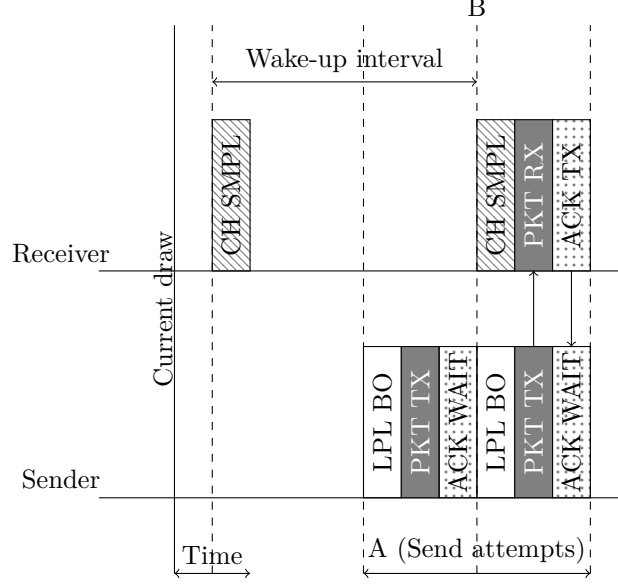 B
Wake-up interval
CH SMPL
CH SMPL
PKT RX
ACK TX
Receiver
Current draw
LPL BO
PKT TX
ACK WAIT
LPL BO
PKT TX
ACK WAIT
Sender
Time
A (Send attempts)